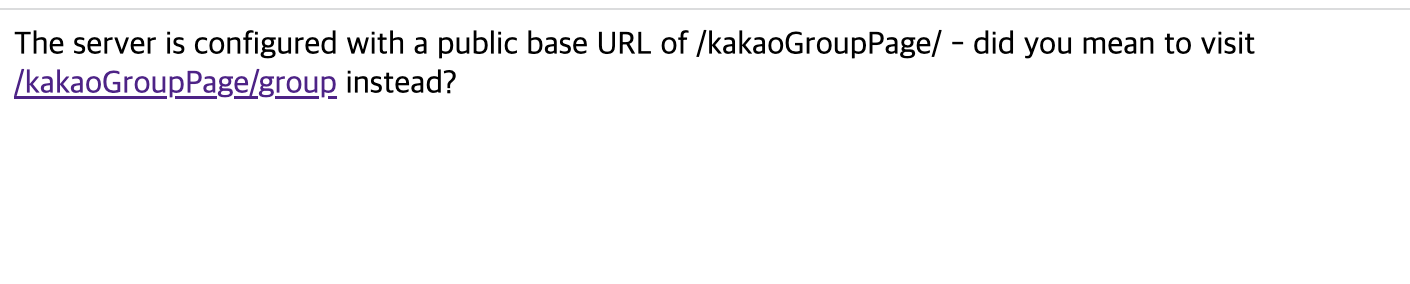 The server is configured with a public base URL of /kakaoGroupPage/ - did you mean to visit
/kakaoGroupPage/group instead?